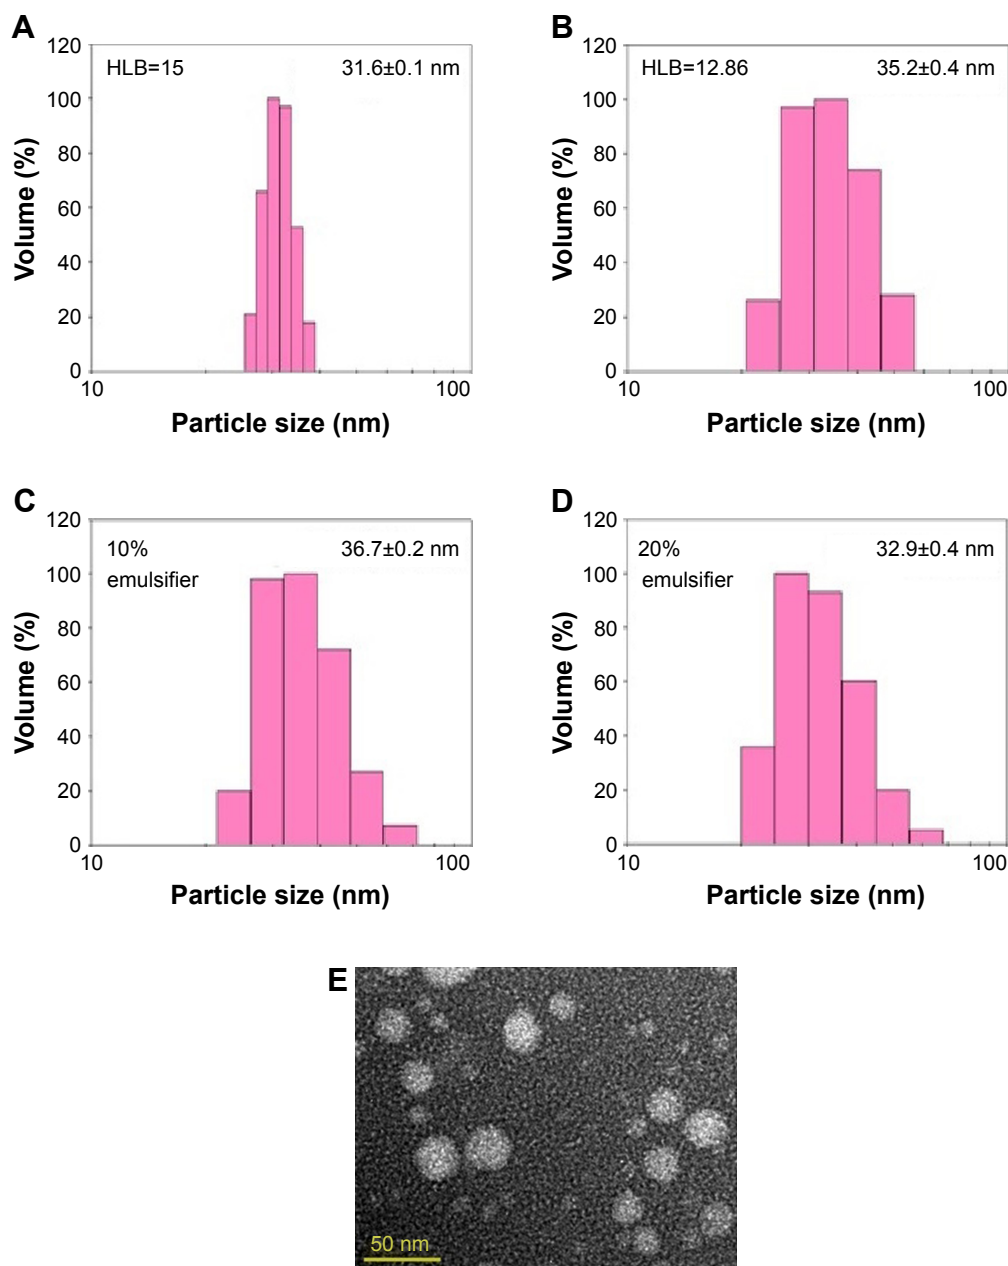 A
120
HLB=15
31.6±0.1 nm
100
80
60
40
20
0
10
100
Volume (%)
Particle size (nm)
B
120
HLB=12.86
35.2±0.4 nm
100
80
60
40
20
0
10
100
Volume (%)
Particle size (nm)
C
120
10%
emulsifier
36.7±0.2 nm
100
80
60
40
20
0
10
100
Volume (%)
Particle size (nm)
D
120
20%
emulsifier
32.9±0.4 nm
100
80
60
40
20
0
10
100
Volume (%)
Particle size (nm)
E
50 nm